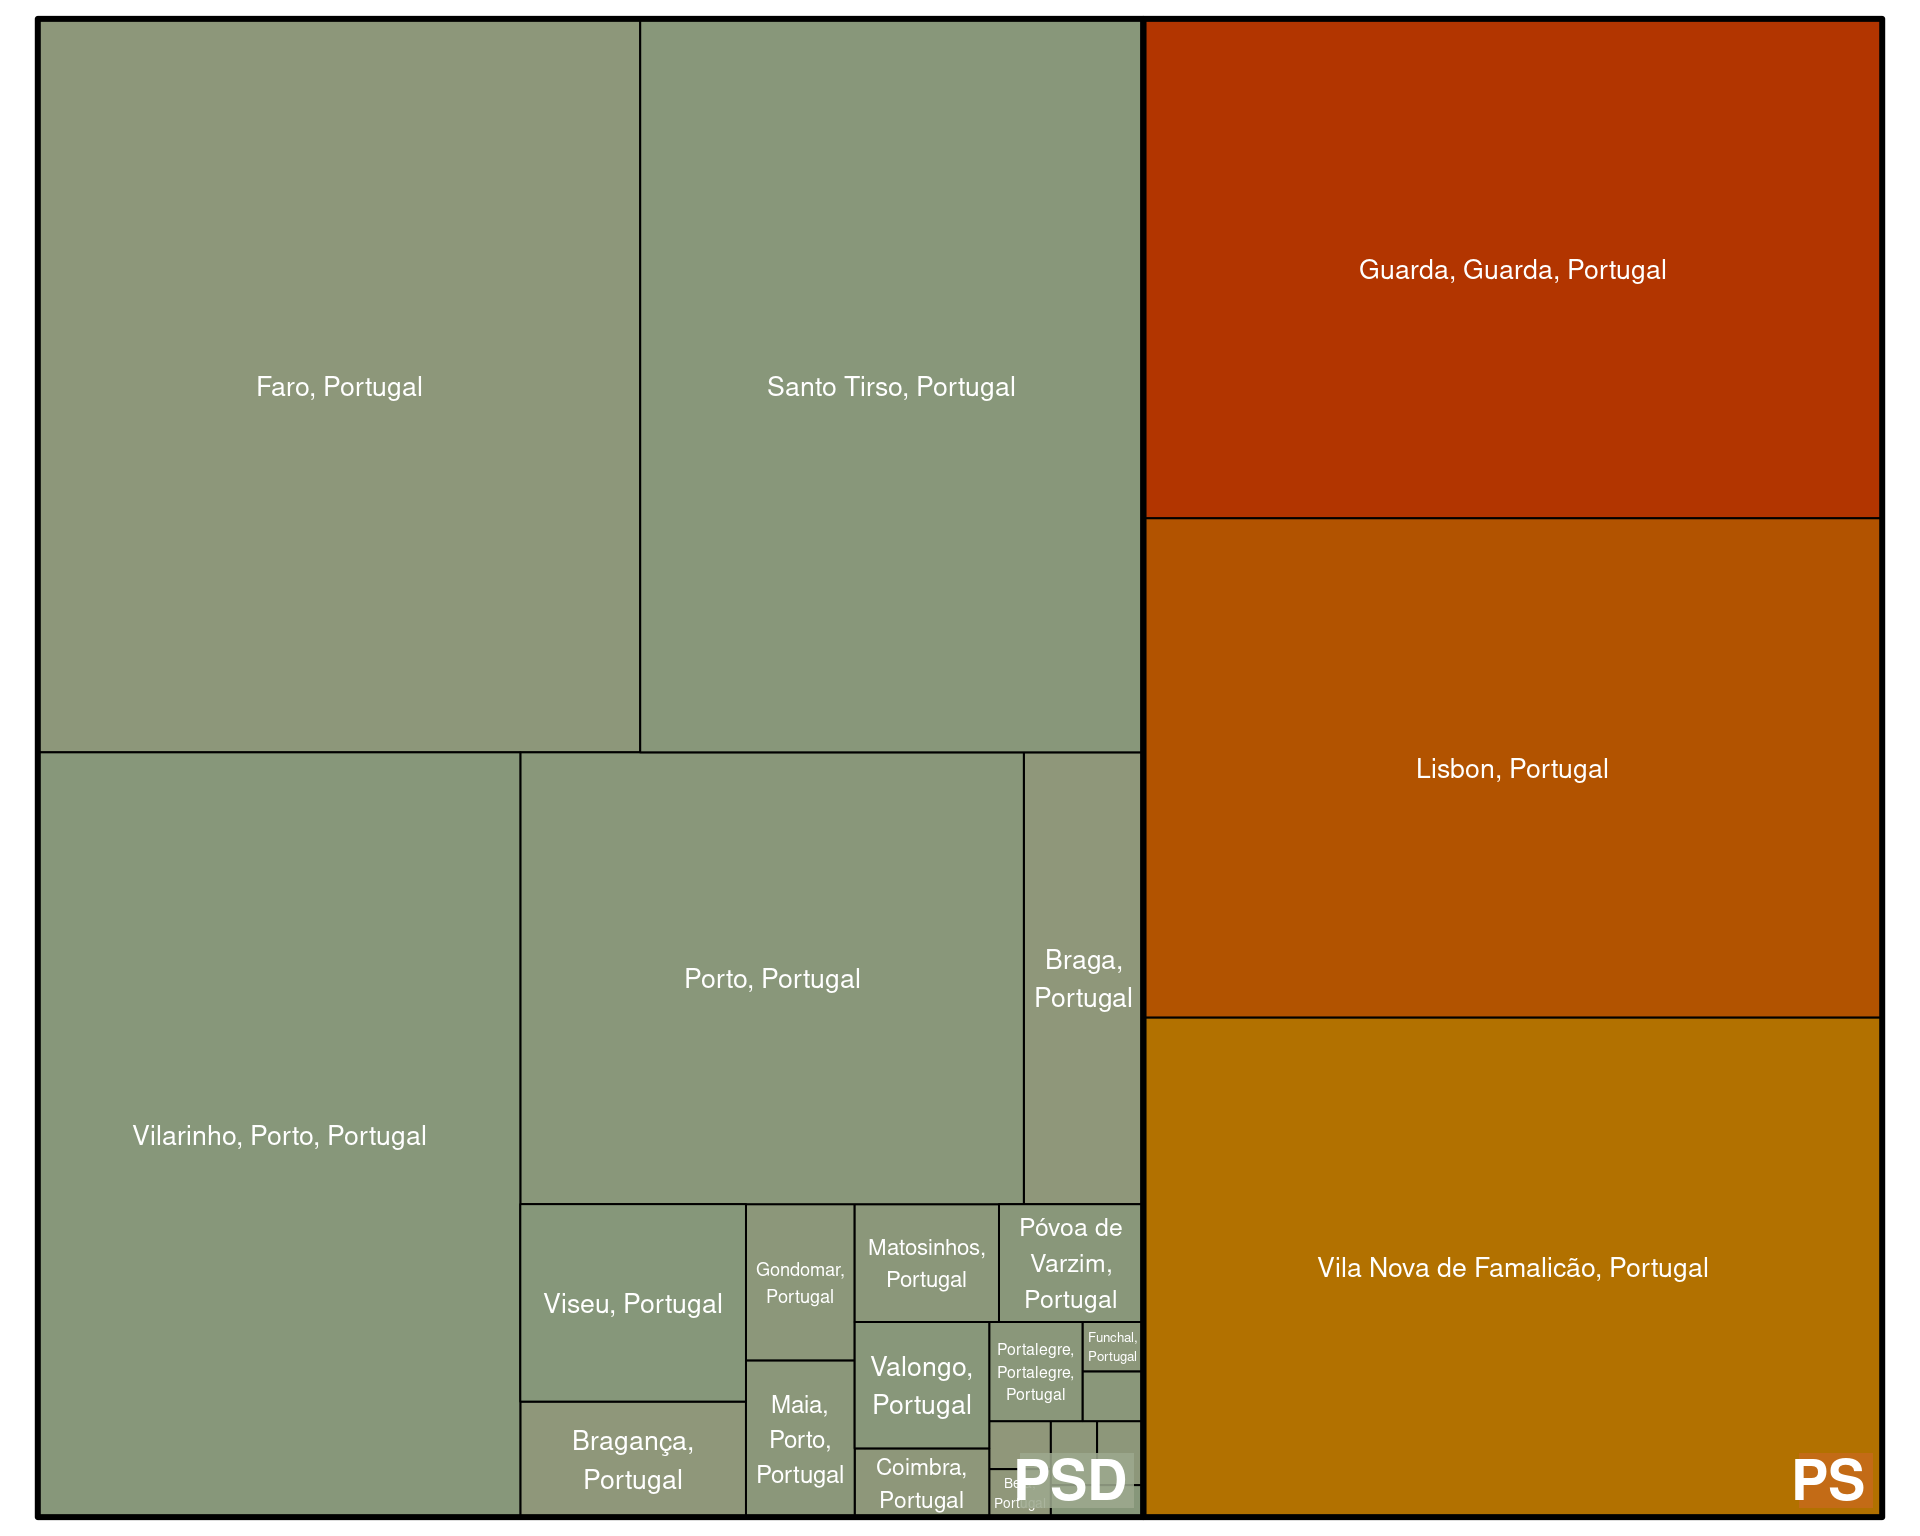 Faro, Portugal
Santo Tirso, Portugal
Guarda, Guarda, Portugal
Lisbon, Portugal
Vilarinho, Porto, Portugal
Porto, Portugal
Braga,
Portugal
Viseu, Portugal
Gondomar,
Portugal
Matosinhos,
Portugal
Póvoa de
Varzim,
Portugal
Vila Nova de Famalicão, Portugal
Bragança,
Portugal
Maia,
Porto,
Portugal
Valongo,
Portugal
Portalegre,
Portalegre,
Portugal
Funchal,
Portugal
Coimbra,
Portugal
Portugal
PSD
PS